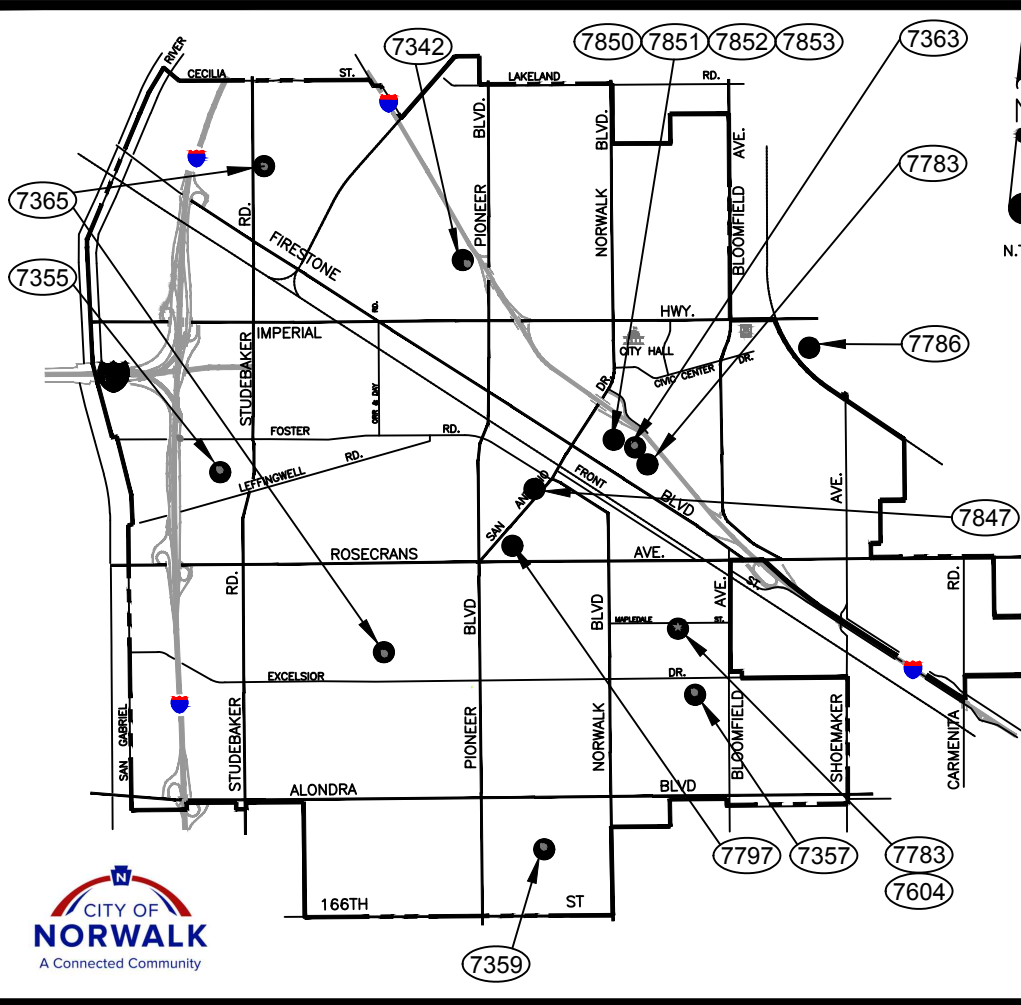 7342
7850 7851 7852 7853
7363
RIVER
CECILIA ST.
LAKELAND RD.
BLVD.
BLVD.
AVE.
7783
7365
PIONEER
NORWALK
BLOOMFIELD
RD.
FIRESTONE
N.
7355
RD.
HWY.
IMPERIAL
CITY HALL
7786
STUDEBAKER
ORR & DAY
DR.
CIVIC CENTER DR.
FOSTER RD.
LEFFINGWELL RD.
FRONT
BLVD
AVE.
SAN ANTONIO
7847
ROSECRANS AVE.
RD.
BLVD
BLVD
AVE.
ST.
RD.
MAPLEDALE ST.
EXCELSIOR DR.
SAN GABRIEL
STUDEBAKER
PIONEER
NORWALK
BLOOMFIELD
SHOEMAKER
CARMENITA
ALONDRA BLVD
7797
7357
7783
7604
N
CITY OF
NORWALK
A Connected Community
166TH ST
7359